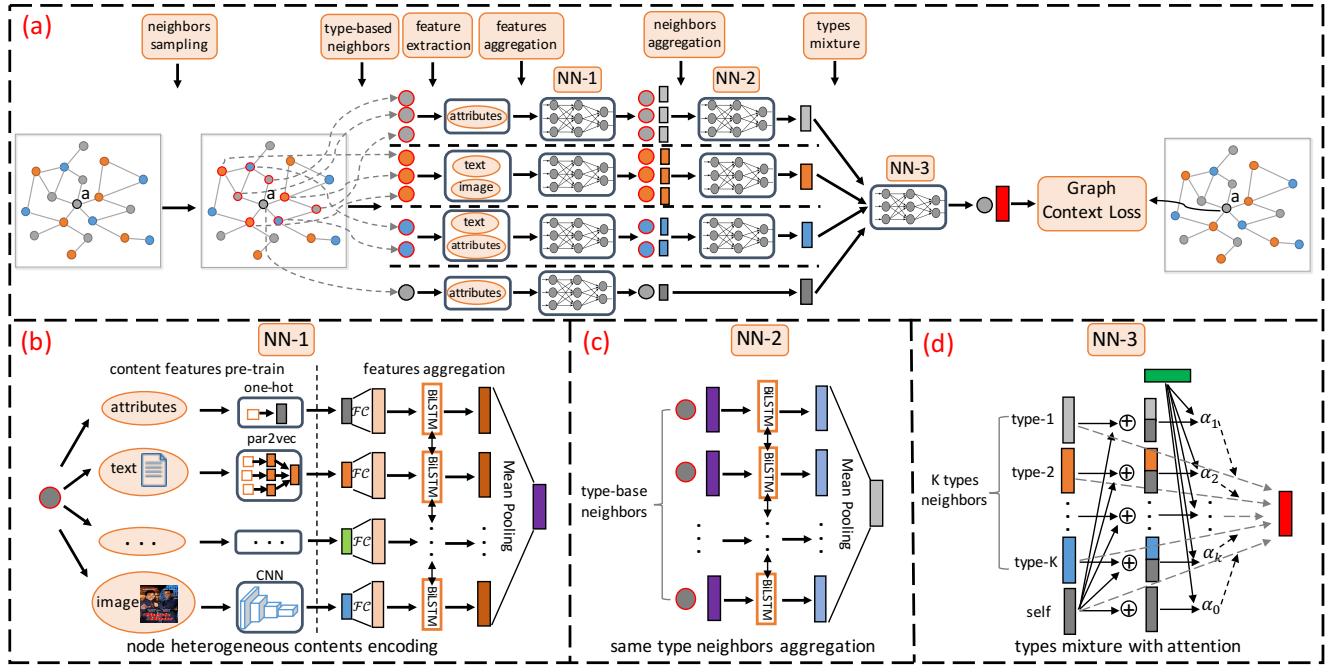 (a)
neighbors
sampling
type-based
neighbors
feature
extraction
features
aggregation
neighbors
aggregation
types
mixture
NN-1
NN-2
attributes
text
image
text
attributes
attributes
a
a
NN-3
Graph
Context Loss
a
(b)
NN-1
content features pre-train
features aggregation
attributes
one-hot
FC
BiLSTM
text
par2vec
FC
BiLSTM
. . .
. . .
FC
image
CNN
FC
BiLSTM
Mean Pooling
node heterogeneous contents encoding
(c)
NN-2
type-base
neighbors
BiLSTM
BiLSTM
BiLSTM
Mean Pooling
same type neighbors aggregation
(d)
NN-3
K types
neighbors
type-1
type-2
type-K
self
α1
α2
αk
α0
types mixture with attention